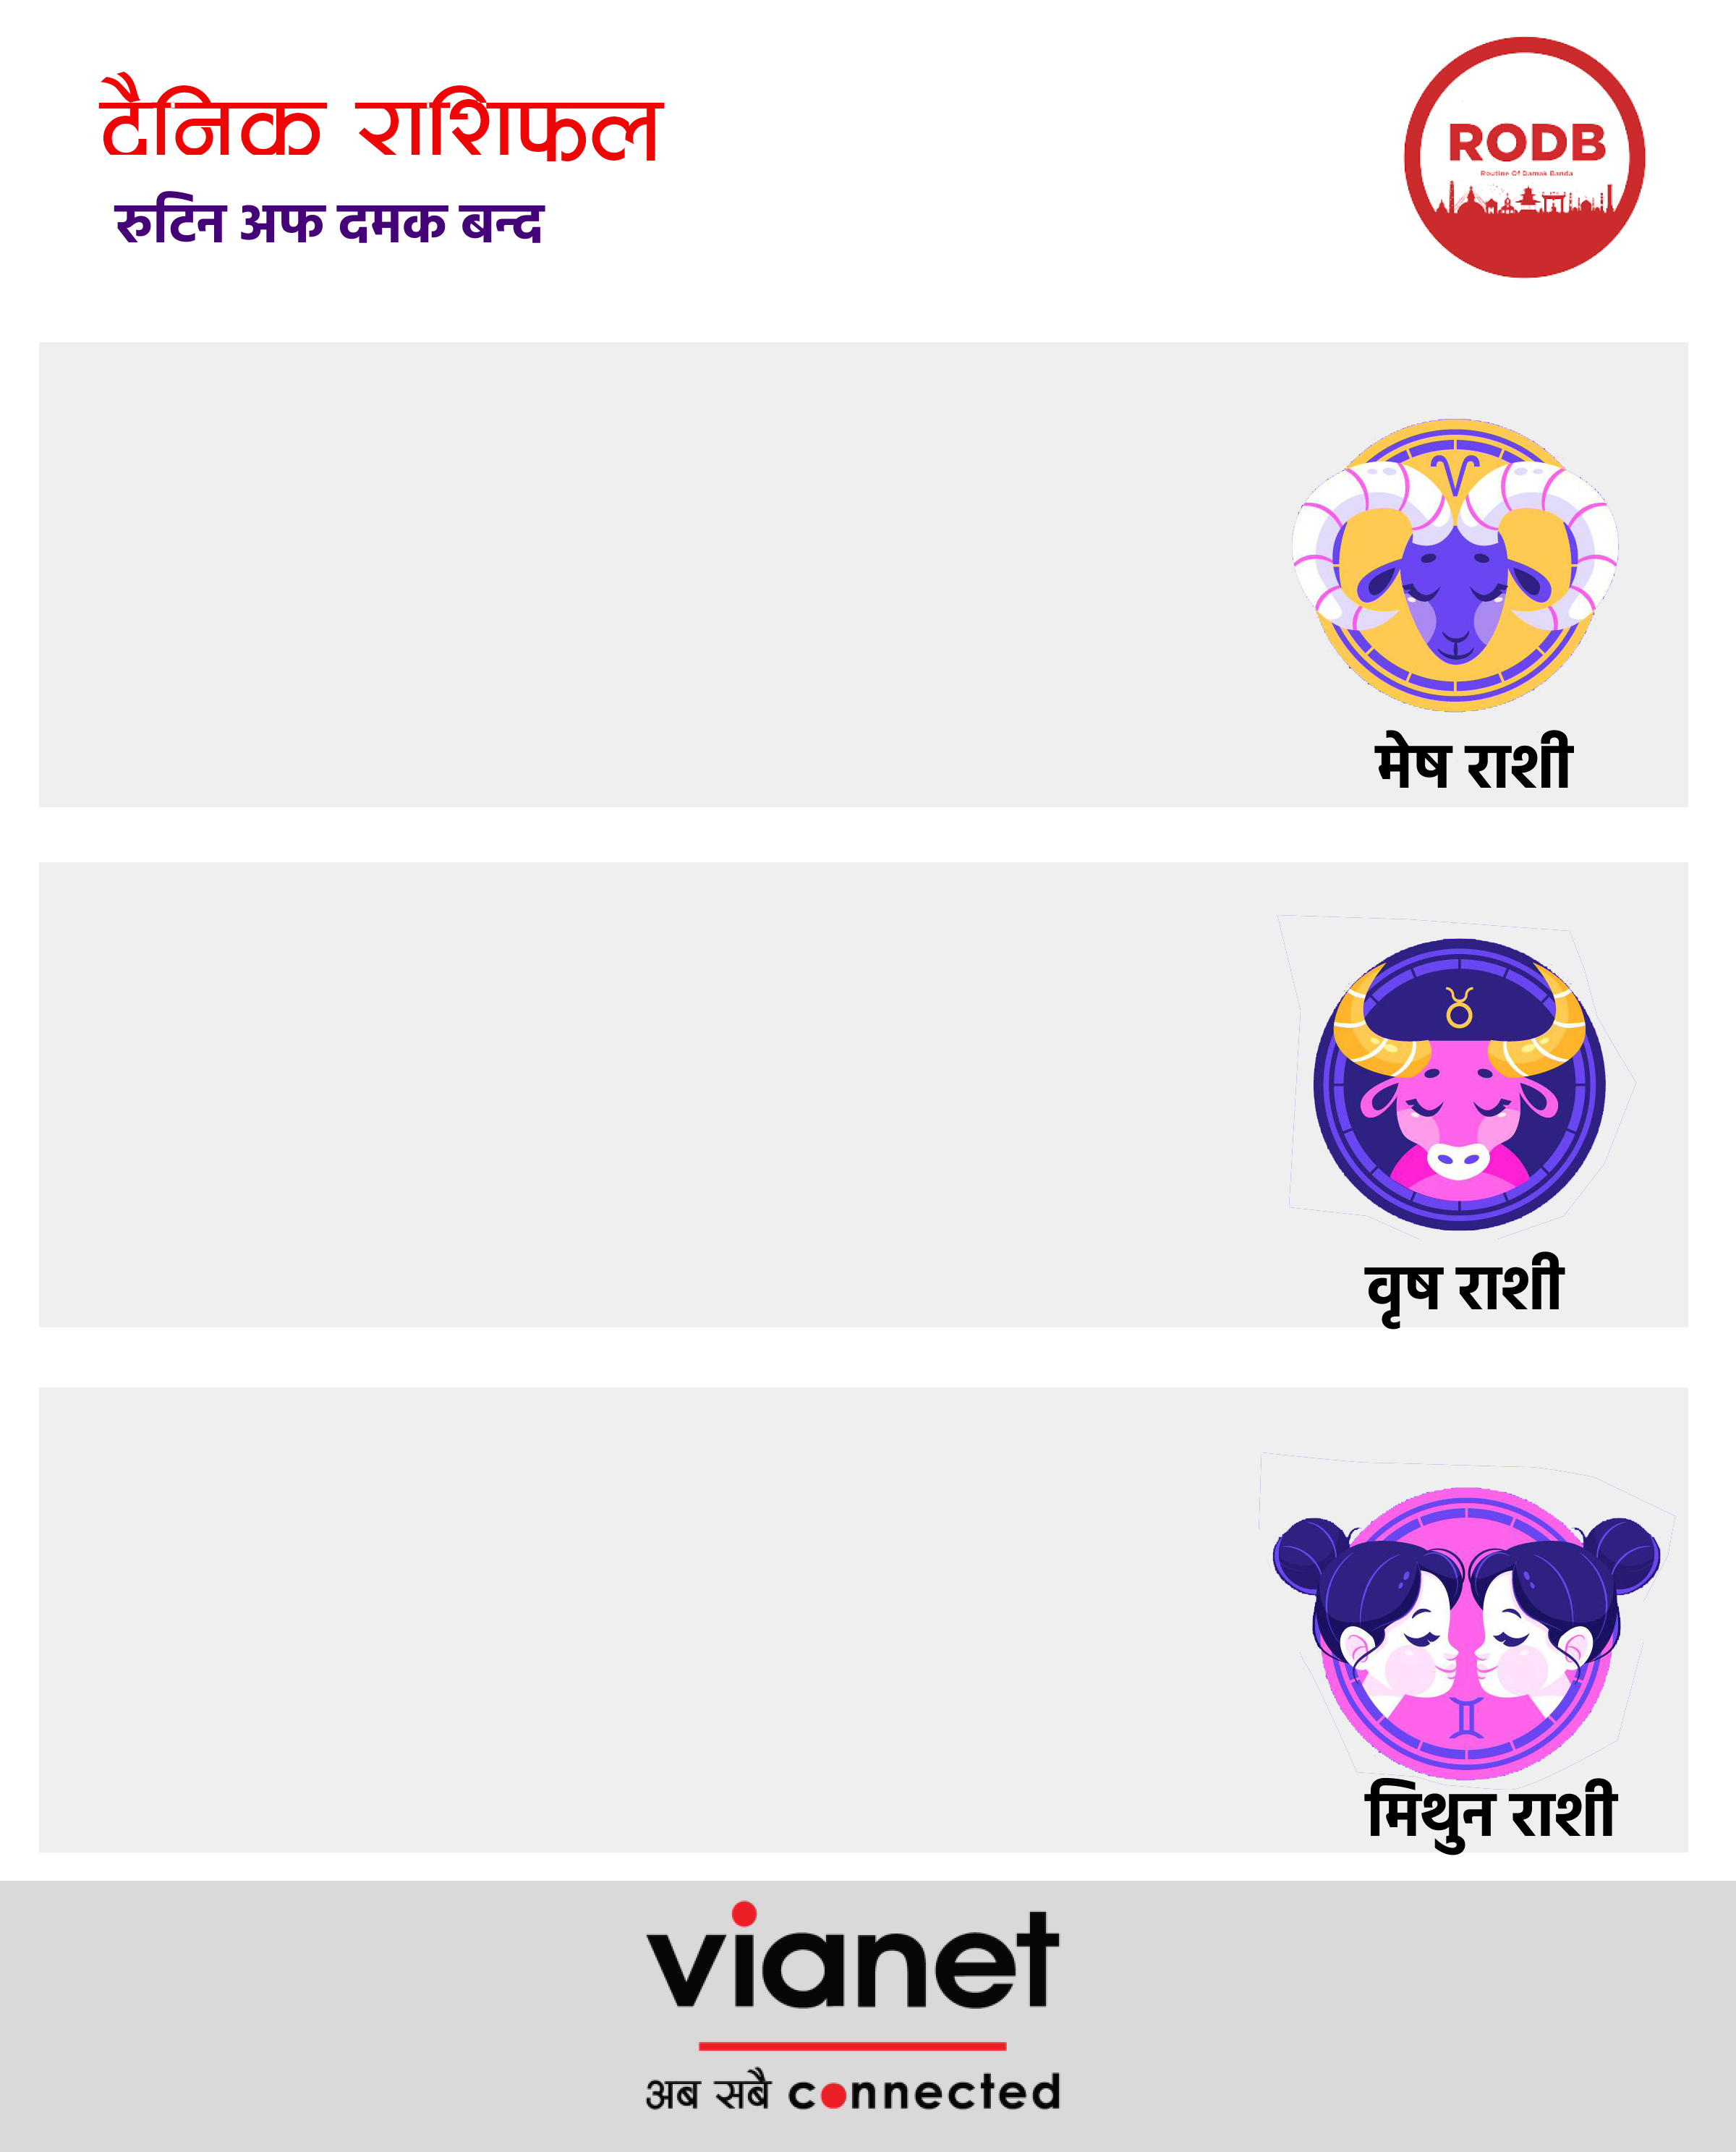 दैनिक राशिफल
रुटिन अफ दमक बन्द
RODB
Routine Of Damak Banda
मेष राशी
वृष राशी
मिथुन राशी
vianet
अब सबै connected